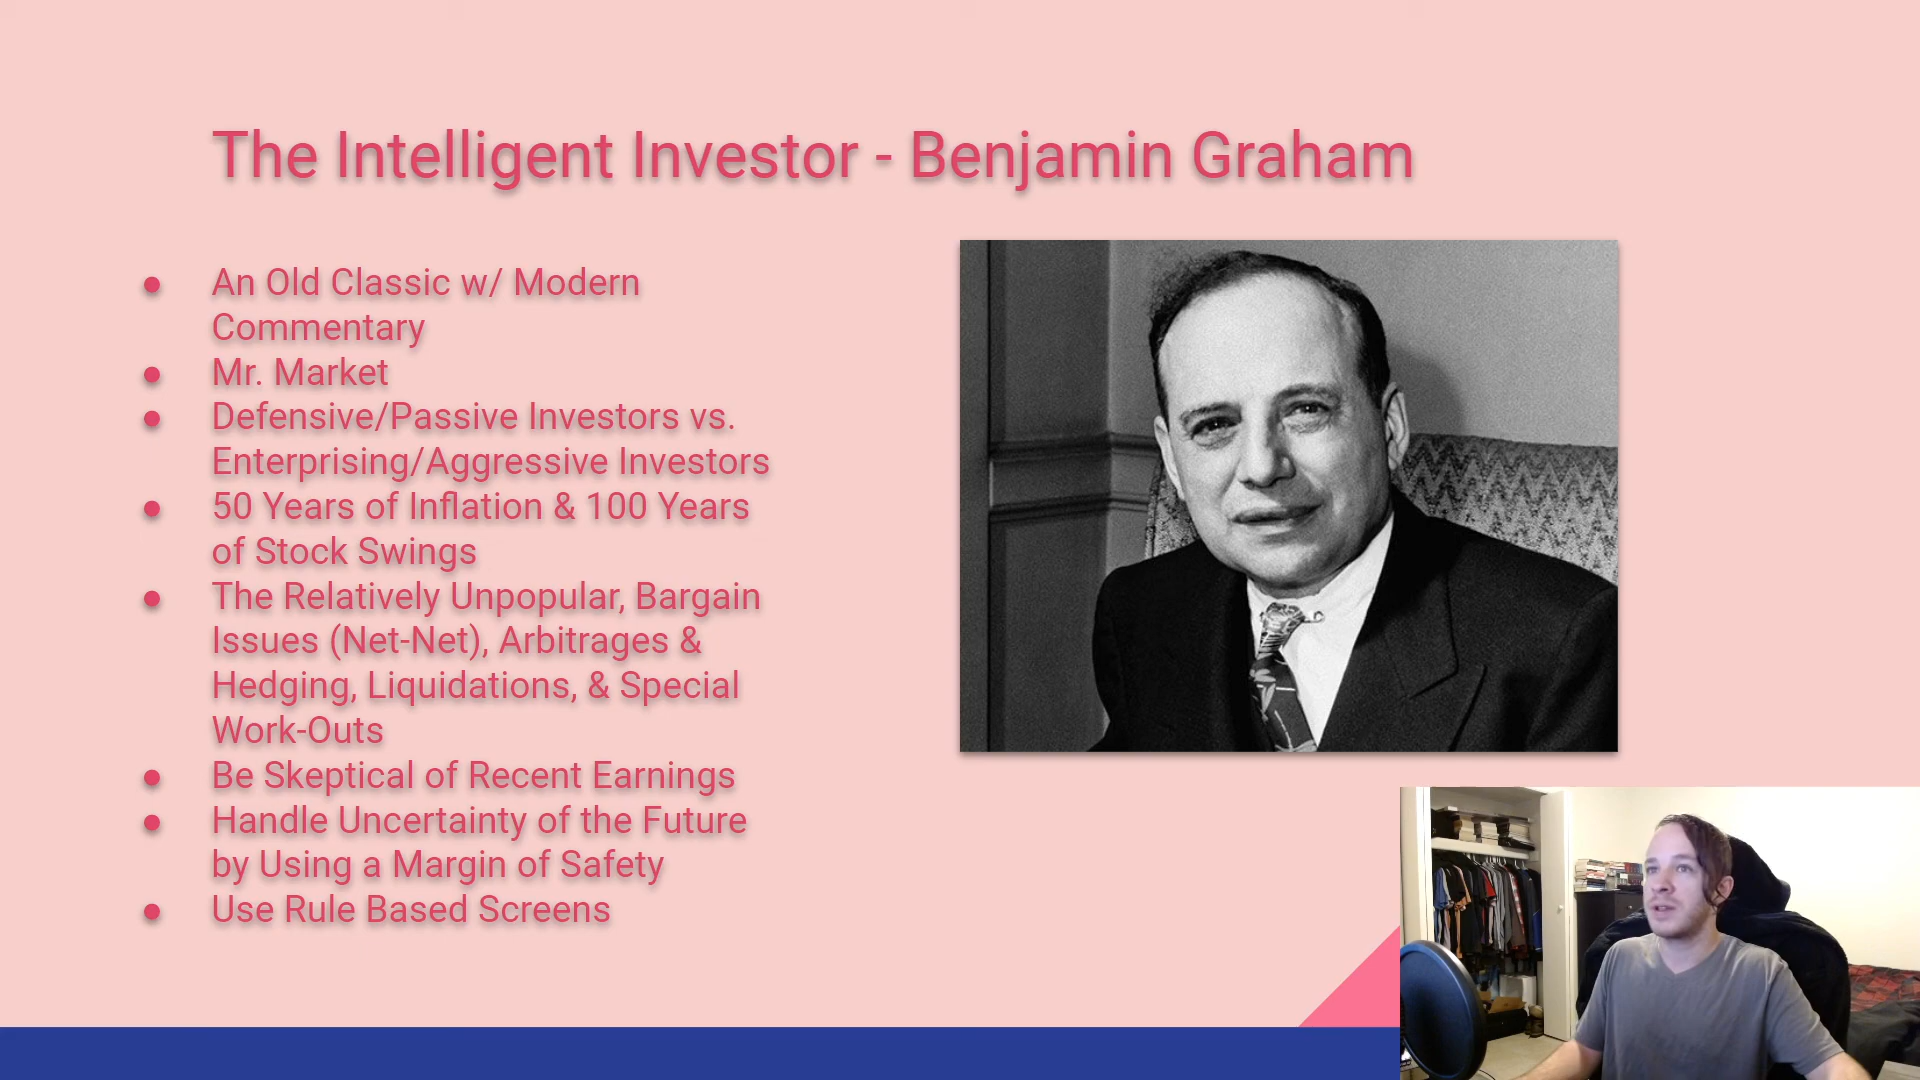 The Intelligent Investor - Benjamin Graham
● An Old Classic w/ Modern
Commentary
● Mr. Market
● Defensive/Passive Investors vs.
Enterprising/Aggressive Investors
● 50 Years of Inflation & 100 Years
of Stock Swings
● The Relatively Unpopular, Bargain
Issues (Net-Net), Arbitrages &
Hedging, Liquidations, & Special
Work-Outs
● Be Skeptical of Recent Earnings
● Handle Uncertainty of the Future
by Using a Margin of Safety
● Use Rule Based Screens